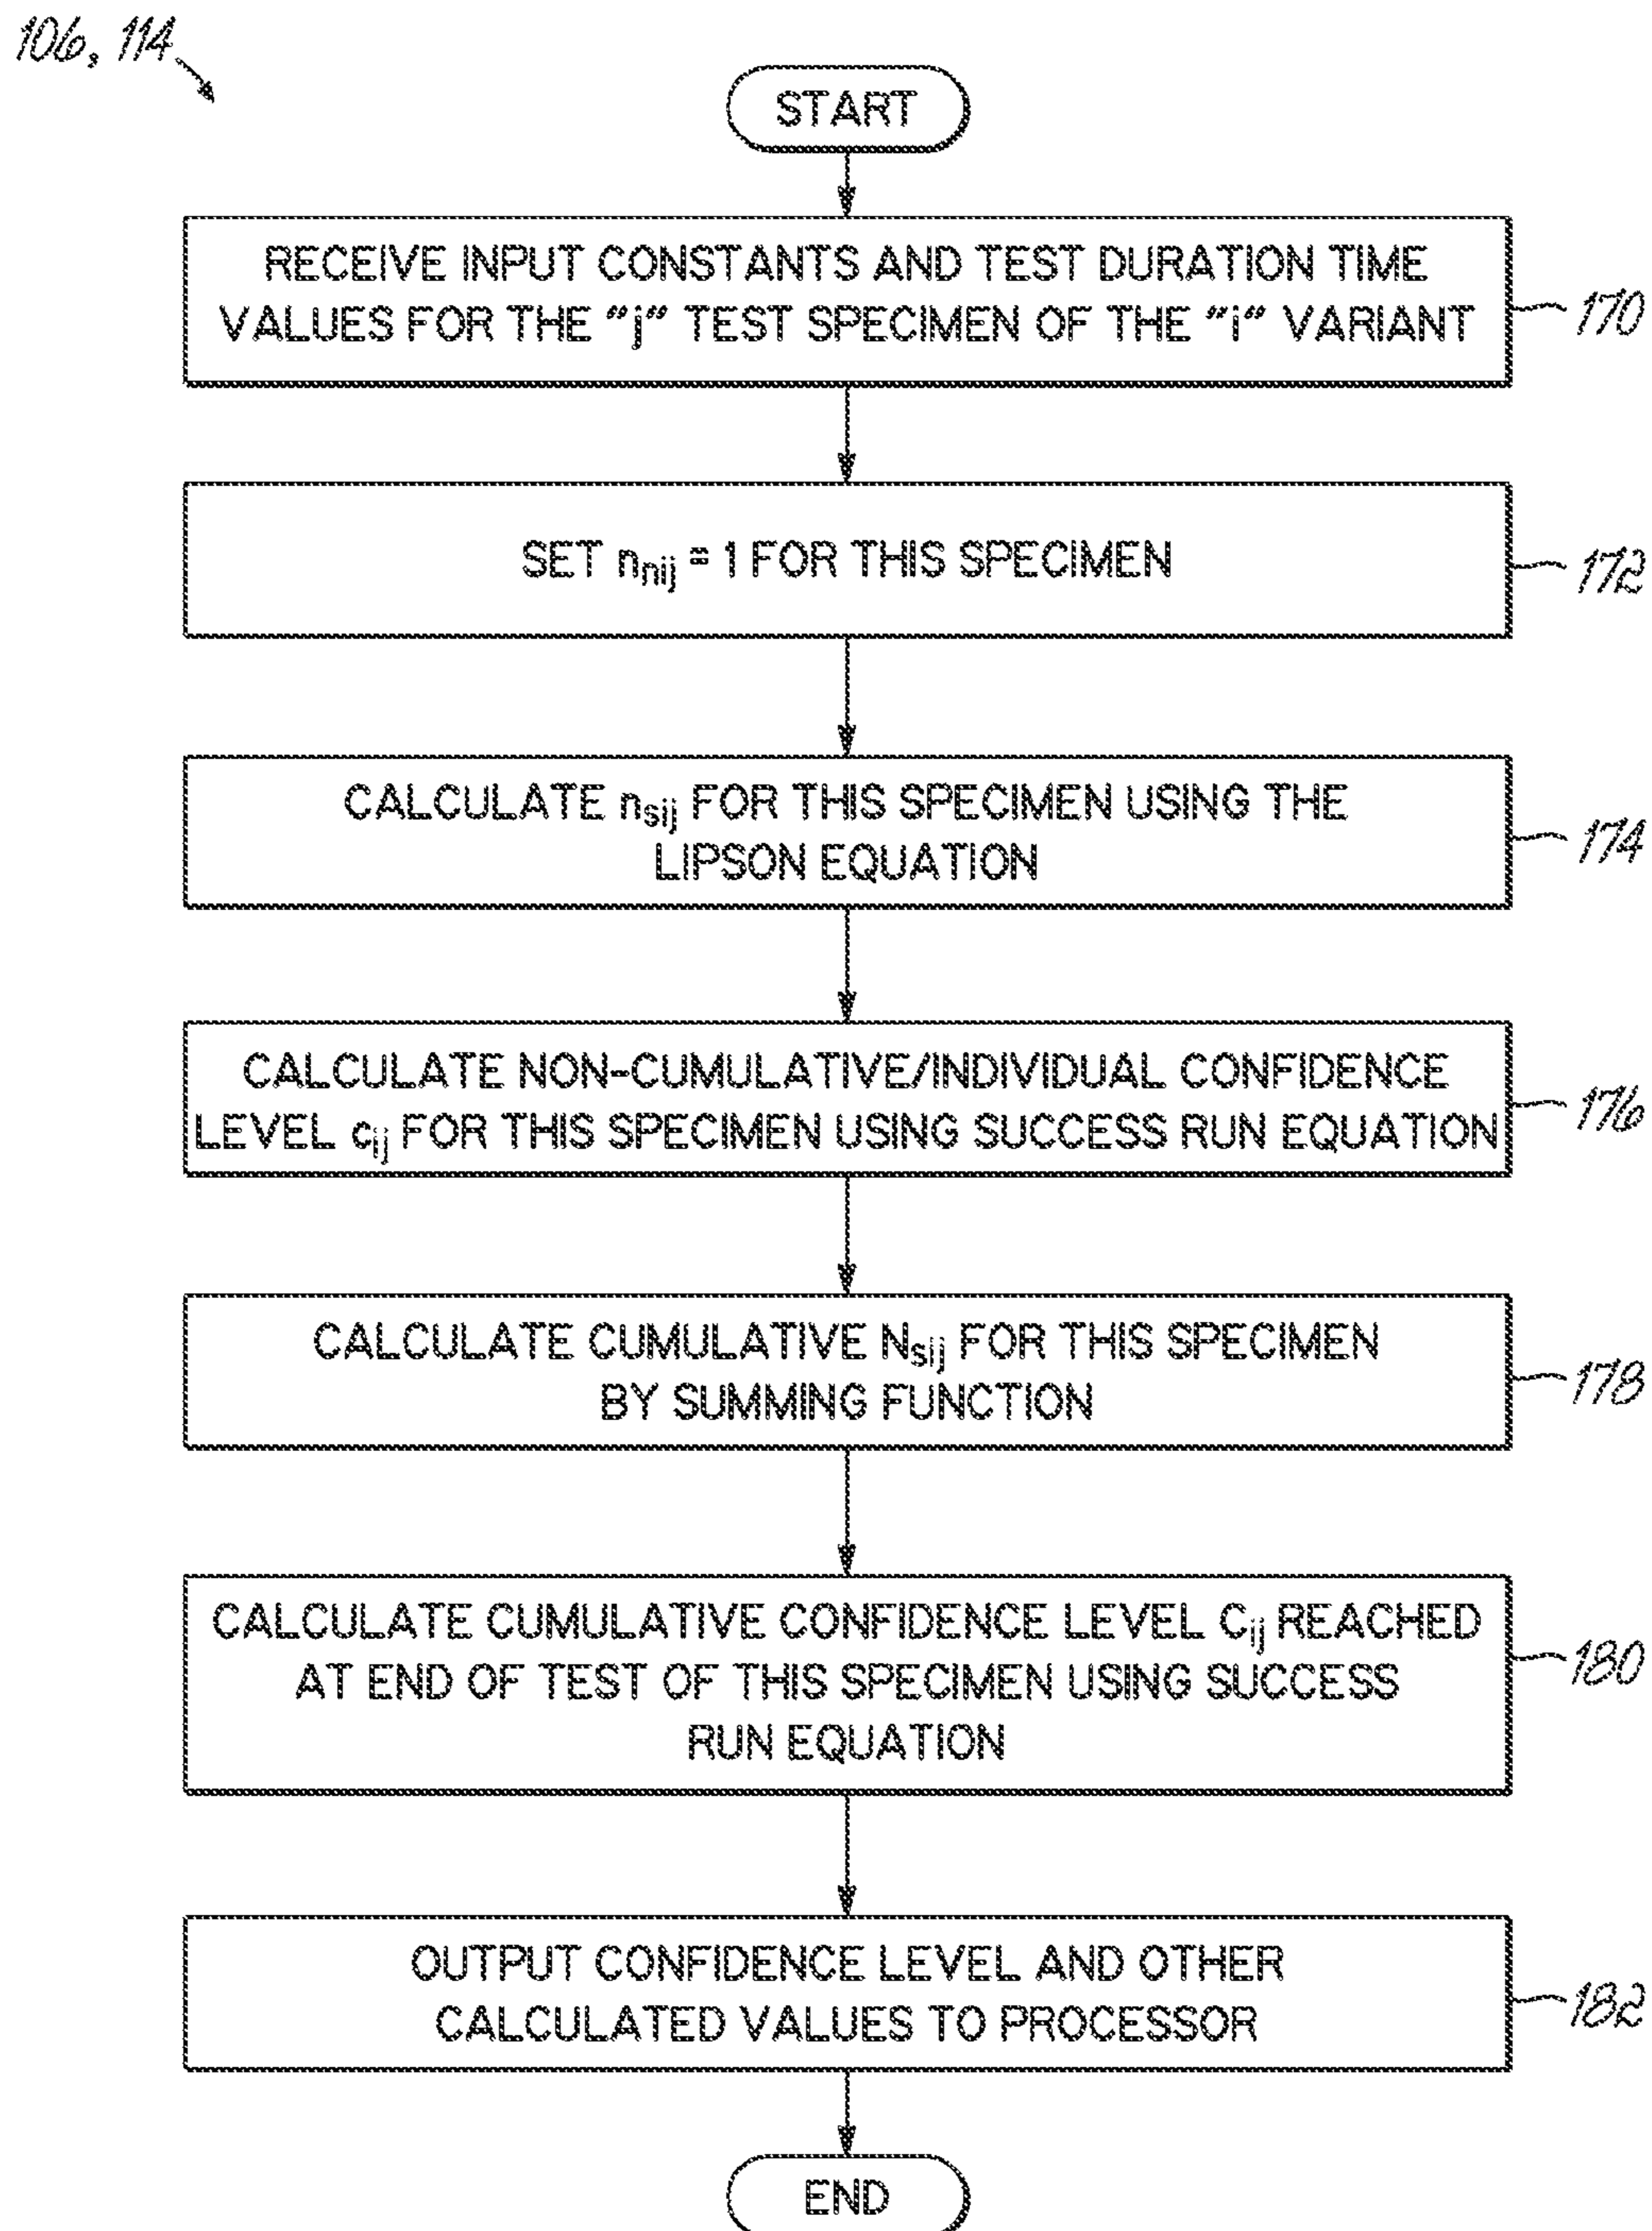 106, 114
START
RECEIVE INPUT CONSTANTS AND TEST DURATION TIME
VALUES FOR THE "j" TEST SPECIMEN OF THE "i" VARIANT
170
SET nnij = 1 FOR THIS SPECIMEN
172
CALCULATE nsij FOR THIS SPECIMEN USING THE
LIPSON EQUATION
174
CALCULATE NON-CUMULATIVE/INDIVIDUAL CONFIDENCE
LEVEL cij FOR THIS SPECIMEN USING SUCCESS RUN EQUATION
176
CALCULATE CUMULATIVE Nsij FOR THIS SPECIMEN
BY SUMMING FUNCTION
178
CALCULATE CUMULATIVE CONFIDENCE LEVEL Cij REACHED
AT END OF TEST OF THIS SPECIMEN USING SUCCESS
RUN EQUATION
180
OUTPUT CONFIDENCE LEVEL AND OTHER
CALCULATED VALUES TO PROCESSOR
182
END